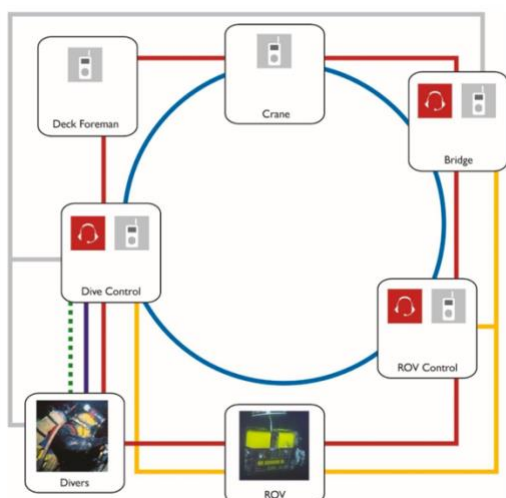 Crane
Deck Foreman
Bridge
Dive Control
ROV Control
Divers
ROV